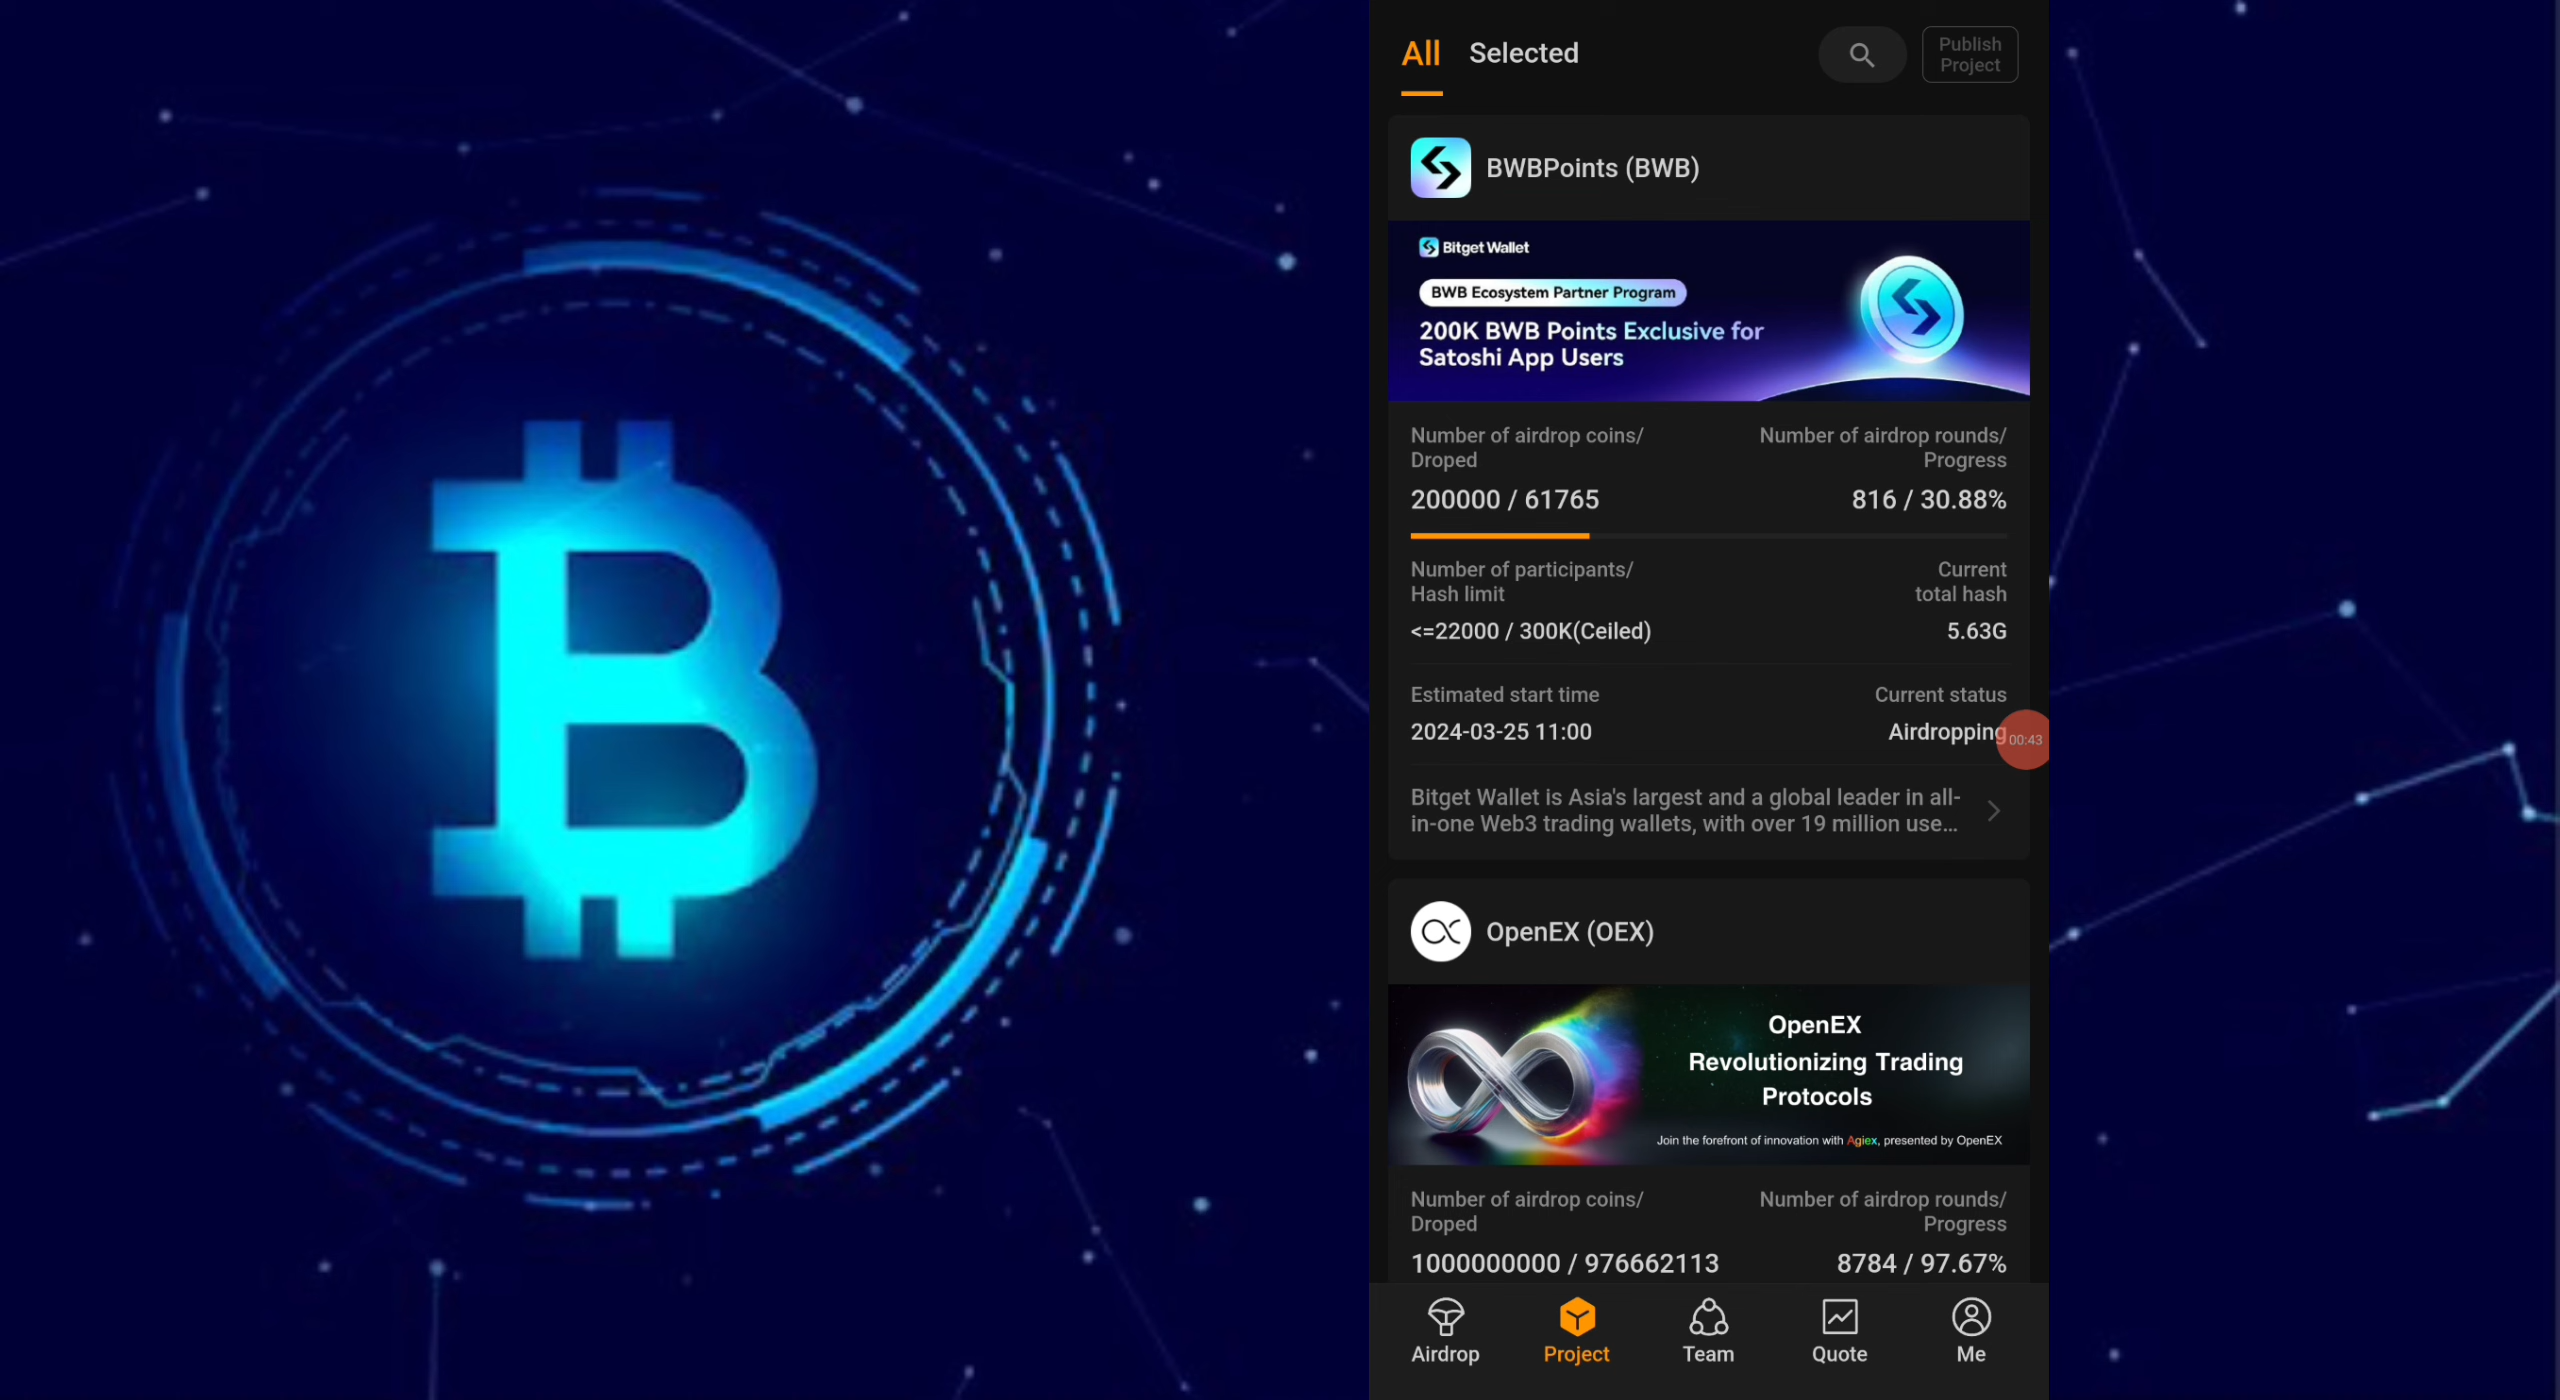 All Selected
Publish
Project
BWBPoints (BWB)
Bitget Wallet
BWB Ecosystem Partner Program
200K BWB Points Exclusive for
Satoshi App Users
Number of airdrop coins/
Droped
Number of airdrop rounds/
Progress
200000 / 61765
816 / 30.88%
Number of participants/
Hash limit
Current
total hash
<=22000 / 300K(Ceiled)
5.63G
Estimated start time
Current status
2024-03-25 11:00
Airdropping
00:43
Bitget Wallet is Asia's largest and a global leader in all-
in-one Web3 trading wallets, with over 19 million use...
OpenEX (OEX)
OpenEX
Revolutionizing Trading
Protocols
Join the forefront of innovation with Agiex, presented by OpenEX
Number of airdrop coins/
Droped
Number of airdrop rounds/
Progress
1000000000 / 976662113
8784 / 97.67%
Airdrop Project Team Quote Me